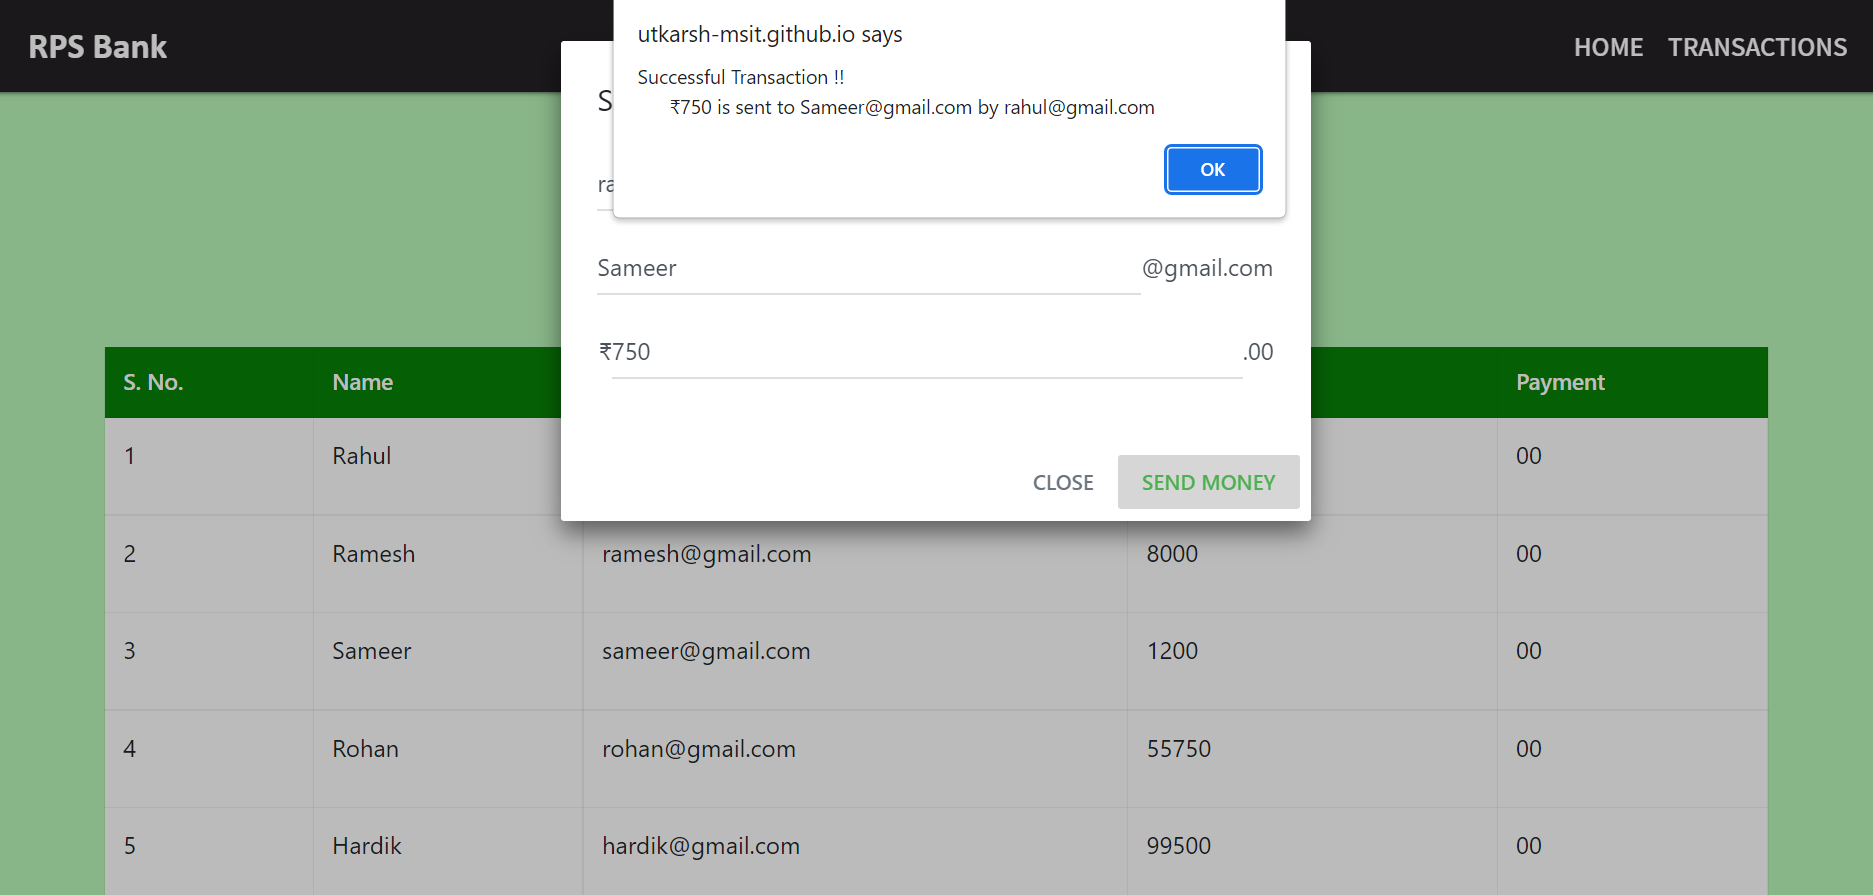 RPS Bank
HOME TRANSACTIONS
utkarsh-msit.github.io says
Successful Transaction !!
₹750 is sent to Sameer@gmail.com by rahul@gmail.com
OK
Sameer @gmail.com
₹750 .00
CLOSE SEND MONEY
S. No. Name Payment
1 Rahul 00
2 Ramesh ramesh@gmail.com 8000 00
3 Sameer sameer@gmail.com 1200 00
4 Rohan rohan@gmail.com 55750 00
5 Hardik hardik@gmail.com 99500 00